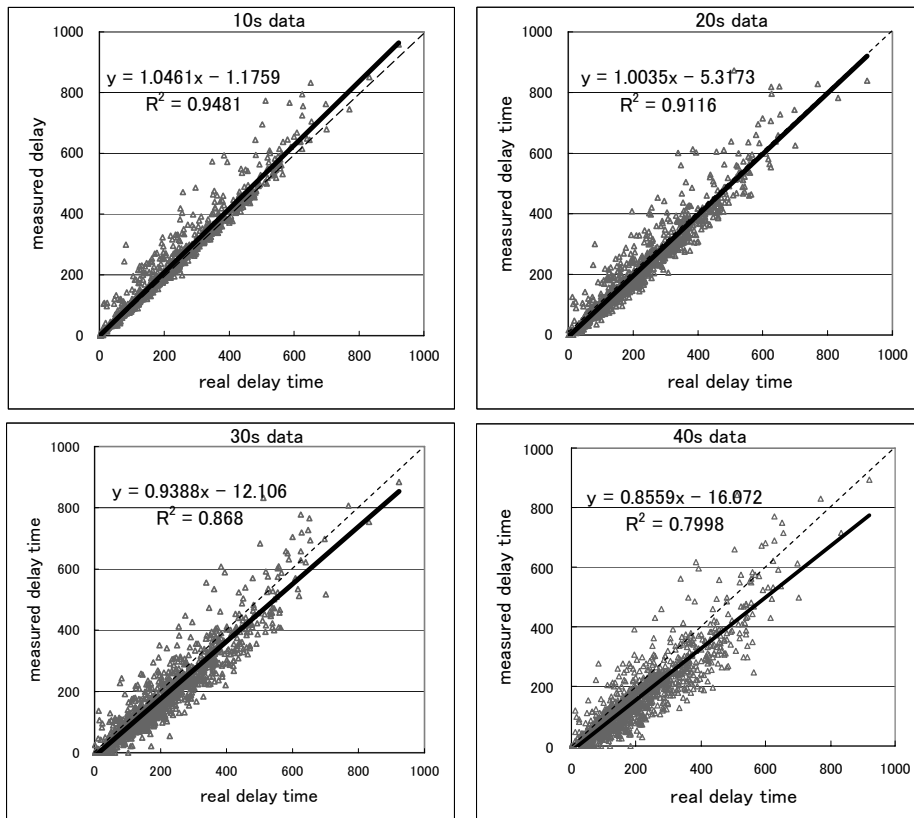 10s data
1000
800
600
400
200
0
y = 1.0461x − 1.1759
R² = 0.9481
measured delay
0 200 400 600 800 1000
real delay time
20s data
1000
800
600
400
200
0
y = 1.0035x − 5.3173
R² = 0.9116
measured delay time
0 200 400 600 800 1000
real delay time
30s data
1000
800
600
400
200
0
y = 0.9388x − 12.106
R² = 0.868
measured delay time
0 200 400 600 800 1000
real delay time
40s data
1000
800
600
400
200
0
y = 0.8559x − 16.072
R² = 0.7998
measured delay time
0 200 400 600 800 1000
real delay time